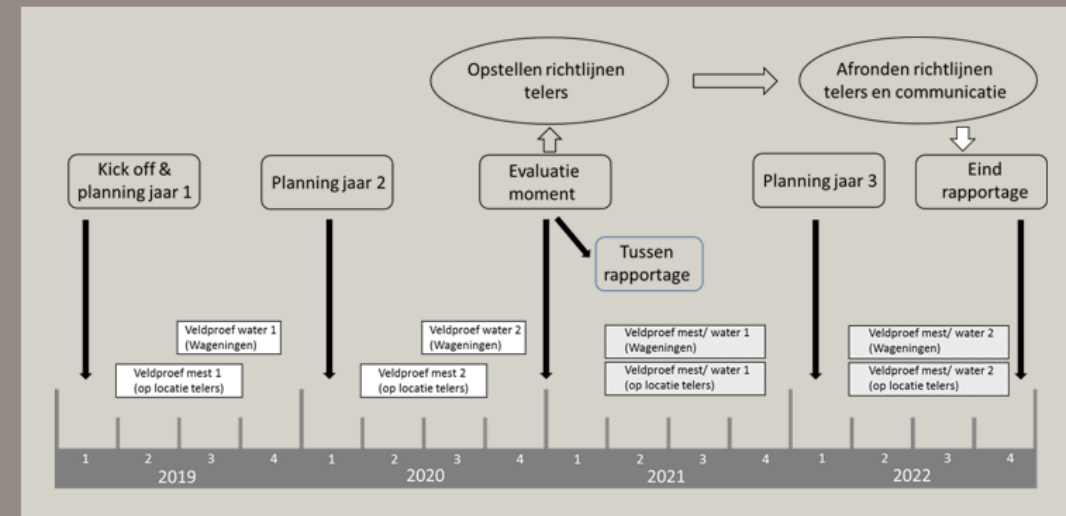 Opstellen richtlijnen
telers
Afronden richtlijnen
telers en communicatie
Kick off &
planning jaar 1
Planning jaar 2
Evaluatie
moment
Planning jaar 3
Eind
rapportage
Tussen
rapportage
Veldproef water 1
(Wageningen)
Veldproef mest 1
(op locatie telers)
Veldproef water 2
(Wageningen)
Veldproef mest 2
(op locatie telers)
Veldproef mest/ water 1
(Wageningen)
Veldproef mest/ water 1
(op locatie telers)
Veldproef mest/ water 2
(Wageningen)
Veldproef mest/ water 2
(op locatie telers)
1 2 3 4 1 2 3 4 1 2 3 4 1 2 3 4
2019 2020 2021 2022